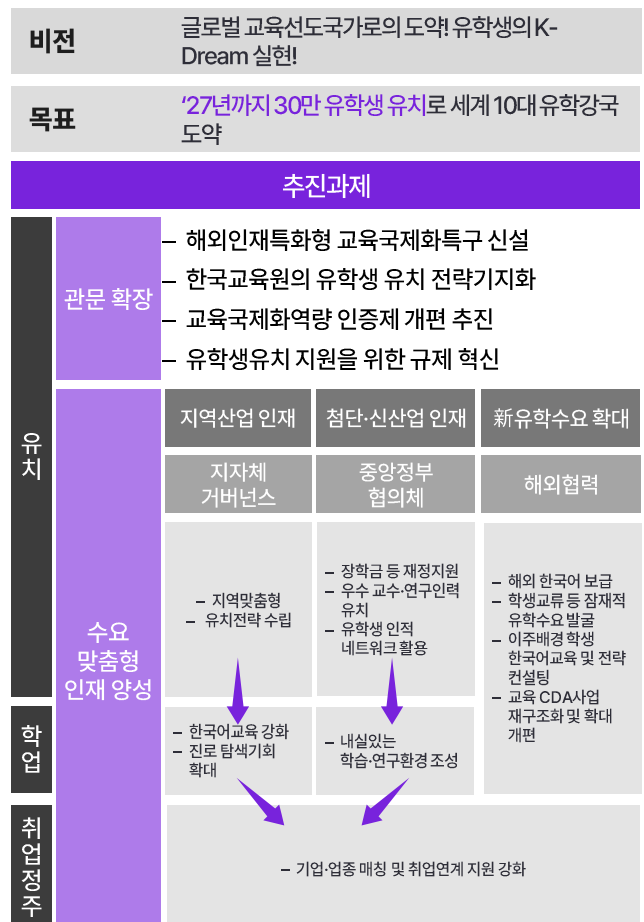 비전
글로벌 교육선도국가로의 도약! 유학생의 K-
Dream 실현!
목표
‘27년까지 30만 유학생 유치로 세계 10대 유학강국
도약
추진과제
유
치
관문 확장
– 해외인재특화형 교육국제화특구 신설
– 한국교육원의 유학생 유치 전략기지화
– 교육국제화역량 인증제 개편 추진
– 유학생유치 지원을 위한 규제 혁신
수요
맞춤형
인재 양성
지역산업 인재
첨단·신산업 인재
新유학수요 확대
지자체
거버넌스
중앙정부
협의체
해외협력
– 지역맞춤형
– 유치전략 수립
– 장학금 등 재정지원
– 우수 교수·연구인력
유치
– 유학생 인적
네트워크 활용
– 해외 한국어 보급
– 학생교류 등 잠재적
유학수요 발굴
– 이주배경 학생
한국어교육 및 전략
컨설팅
– 교육 CDA사업
재구조화 및 확대
개편
학
업
– 한국어교육 강화
– 진로 탐색기회
확대
– 내실있는
학습·연구환경 조성
취
업
정
주
– 기업·업종 매칭 및 취업연계 지원 강화